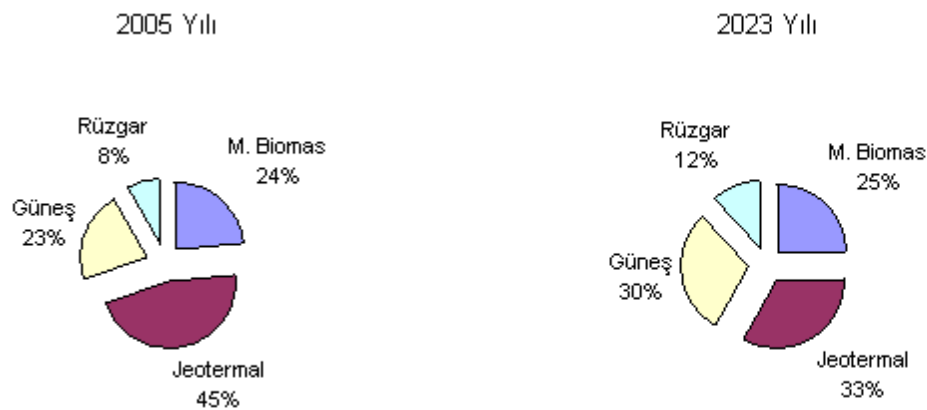 2005 Yılı
Rüzgar
8%
M. Biomas
24%
Güneş
23%
Jeotermal
45%
2023 Yılı
Rüzgar
12%
M. Biomas
25%
Güneş
30%
Jeotermal
33%